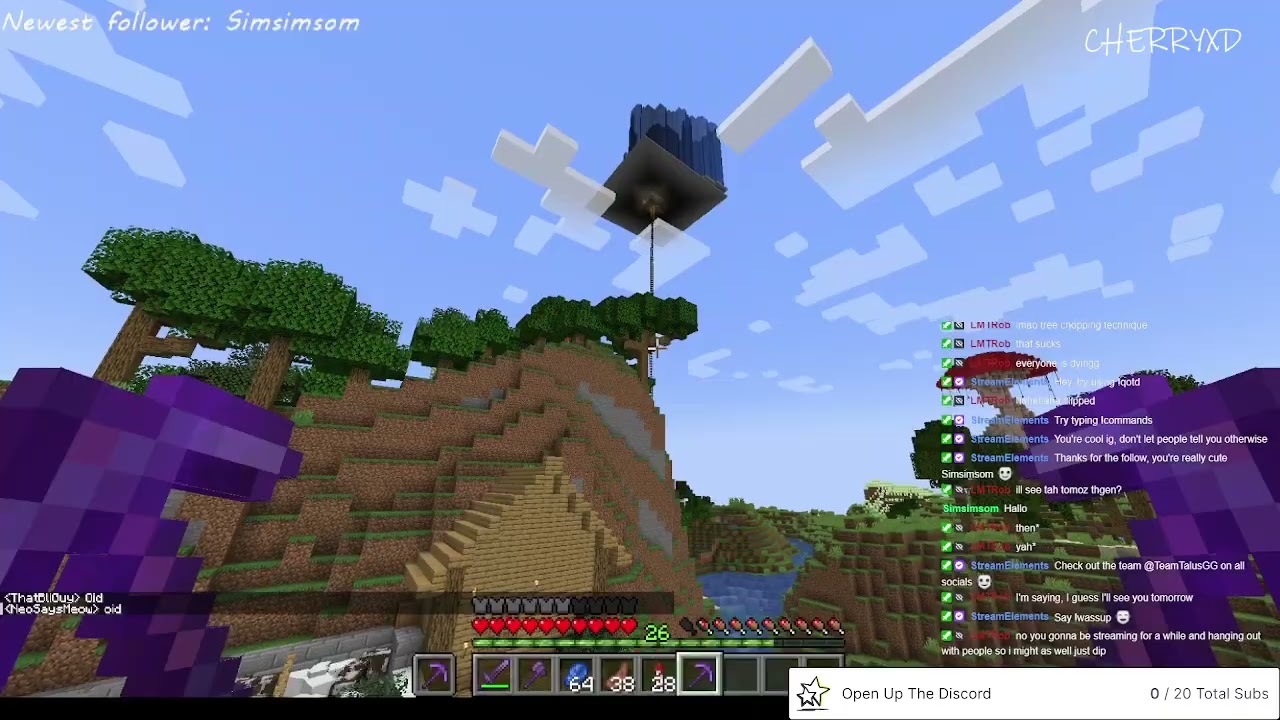 Newest follower: Simsimsom
CHERRYXD
LMTRob lmao tree chopping technique
LMTRob that sucks
everyone is dyingg
StreamElements Hey, try using !qotd
LMTRob flipped
StreamElements Try typing !commands
StreamElements You're cool ig, don't let people tell you otherwise
StreamElements Thanks for the follow, you're really cute
Simsimsom
LMTRob ill see tah tomoz thgen?
Simsimsom Hallo
then*
yah*
StreamElements Check out the team @TeamTalusGG on all
socials
I'm saying, I guess I'll see you tomorrow
StreamElements Say !wassup
no you gonna be streaming for a while and hanging out
with people so i might as well just dip
<ThatOliGuy> Old
<NeoSaysMeow> oid
26
64 38 28
Open Up The Discord
0 / 20 Total Subs